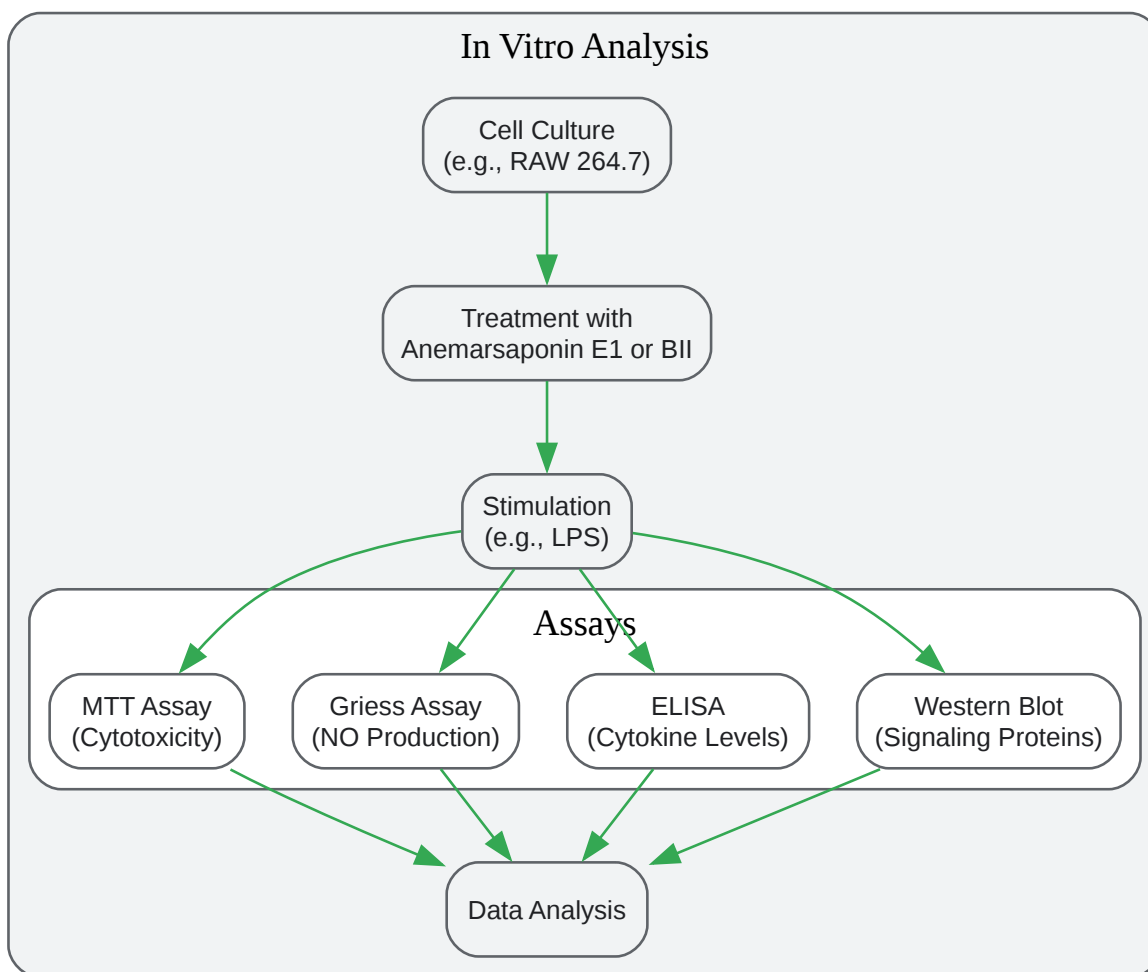 In Vitro Analysis
Cell Culture
(e.g., RAW 264.7)
Treatment with
Anemarsaponin E1 or BII
Stimulation
(e.g., LPS)
Assays
MTT Assay
(Cytotoxicity)
Griess Assay
(NO Production)
ELISA
(Cytokine Levels)
Western Blot
(Signaling Proteins)
Data Analysis